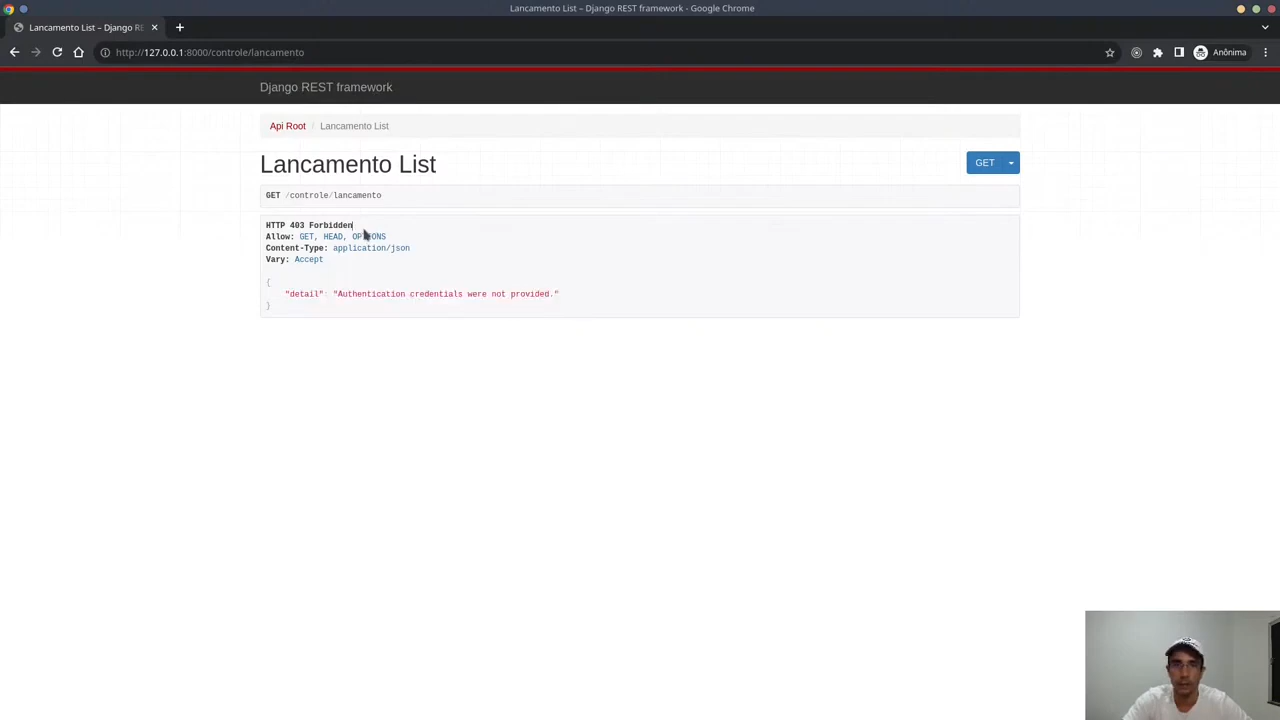 Lancamento List – Django REST framework - Google Chrome
Lancamento List – Django RE
http://127.0.0.1:8000/controle/lancamento
Anônima
Django REST framework
Api Root / Lancamento List
Lancamento List
GET
GET /controle/lancamento
HTTP 403 Forbidden
Allow: GET, HEAD, OPTIONS
Content-Type: application/json
Vary: Accept
{
"detail": "Authentication credentials were not provided."
}